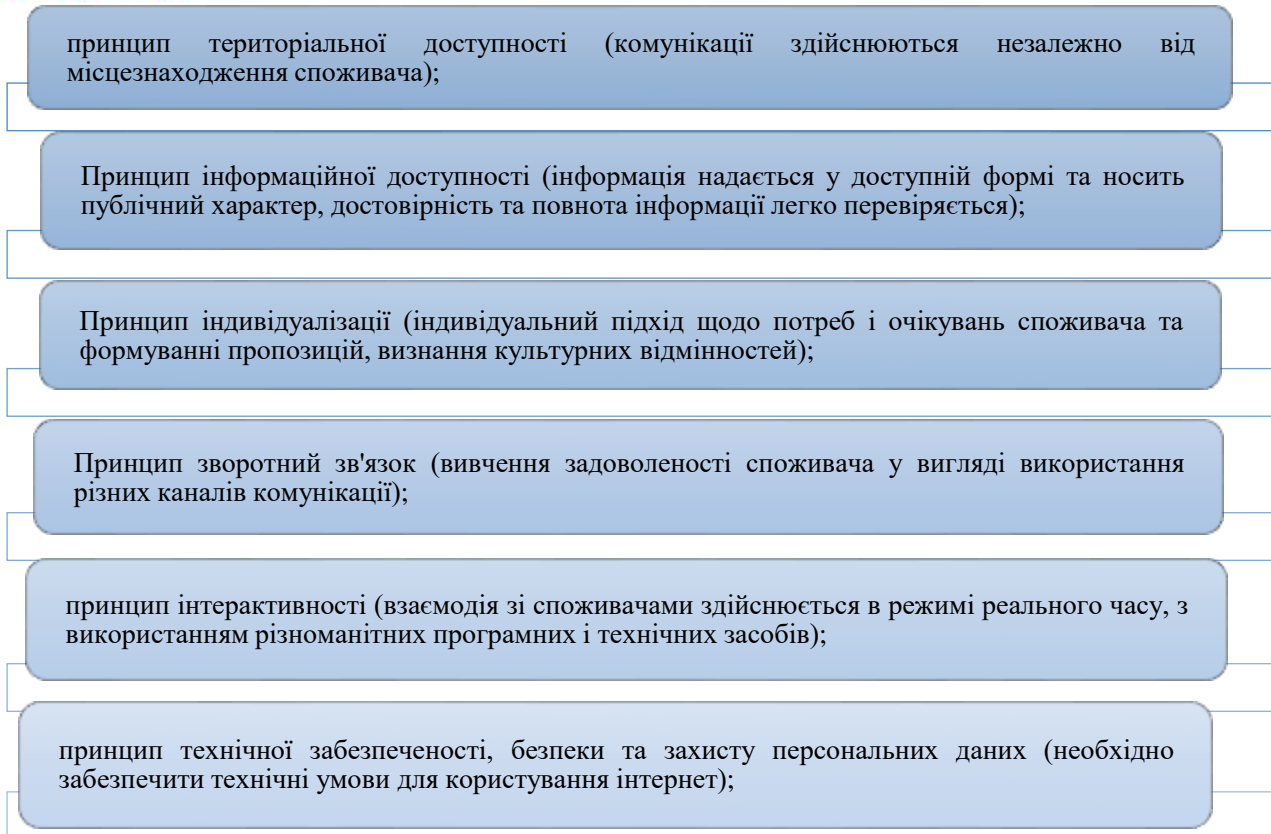 принцип територіальної доступності (комунікації здійснюються незалежно від
місцезнаходження споживача);
Принцип інформаційної доступності (інформація надається у доступній формі та носить
публічний характер, достовірність та повнота інформації легко перевіряється);
Принцип індивідуалізації (індивідуальний підхід щодо потреб і очікувань споживача та
формуванні пропозицій, визнання культурних відмінностей);
Принцип зворотний зв'язок (вивчення задоволеності споживача у вигляді використання
різних каналів комунікації);
принцип інтерактивності (взаємодія зі споживачами здійснюється в режимі реального часу, з
використанням різноманітних програмних і технічних засобів);
принцип технічної забезпеченості, безпеки та захисту персональних даних (необхідно
забезпечити технічні умови для користування інтернет);